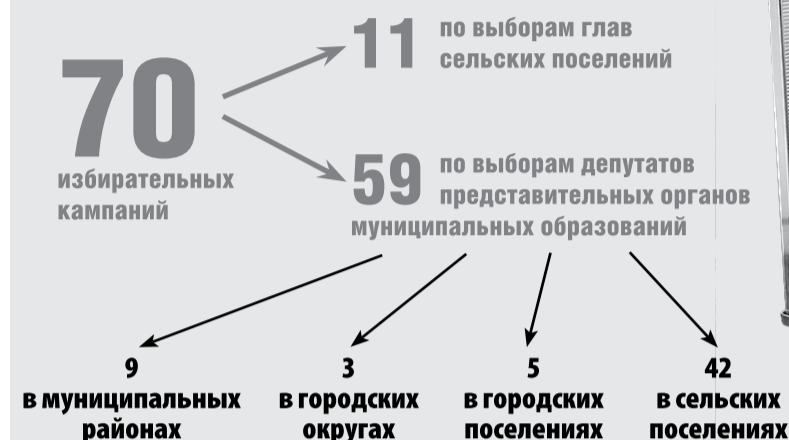 70
избирательных
кампаний
11 по выборам глав
сельских поселений
59 по выборам депутатов
представительных органов
муниципальных образований
9
в муниципальных
районах
3
в городских
округах
5
в городских
поселениях
42
в сельских
поселениях